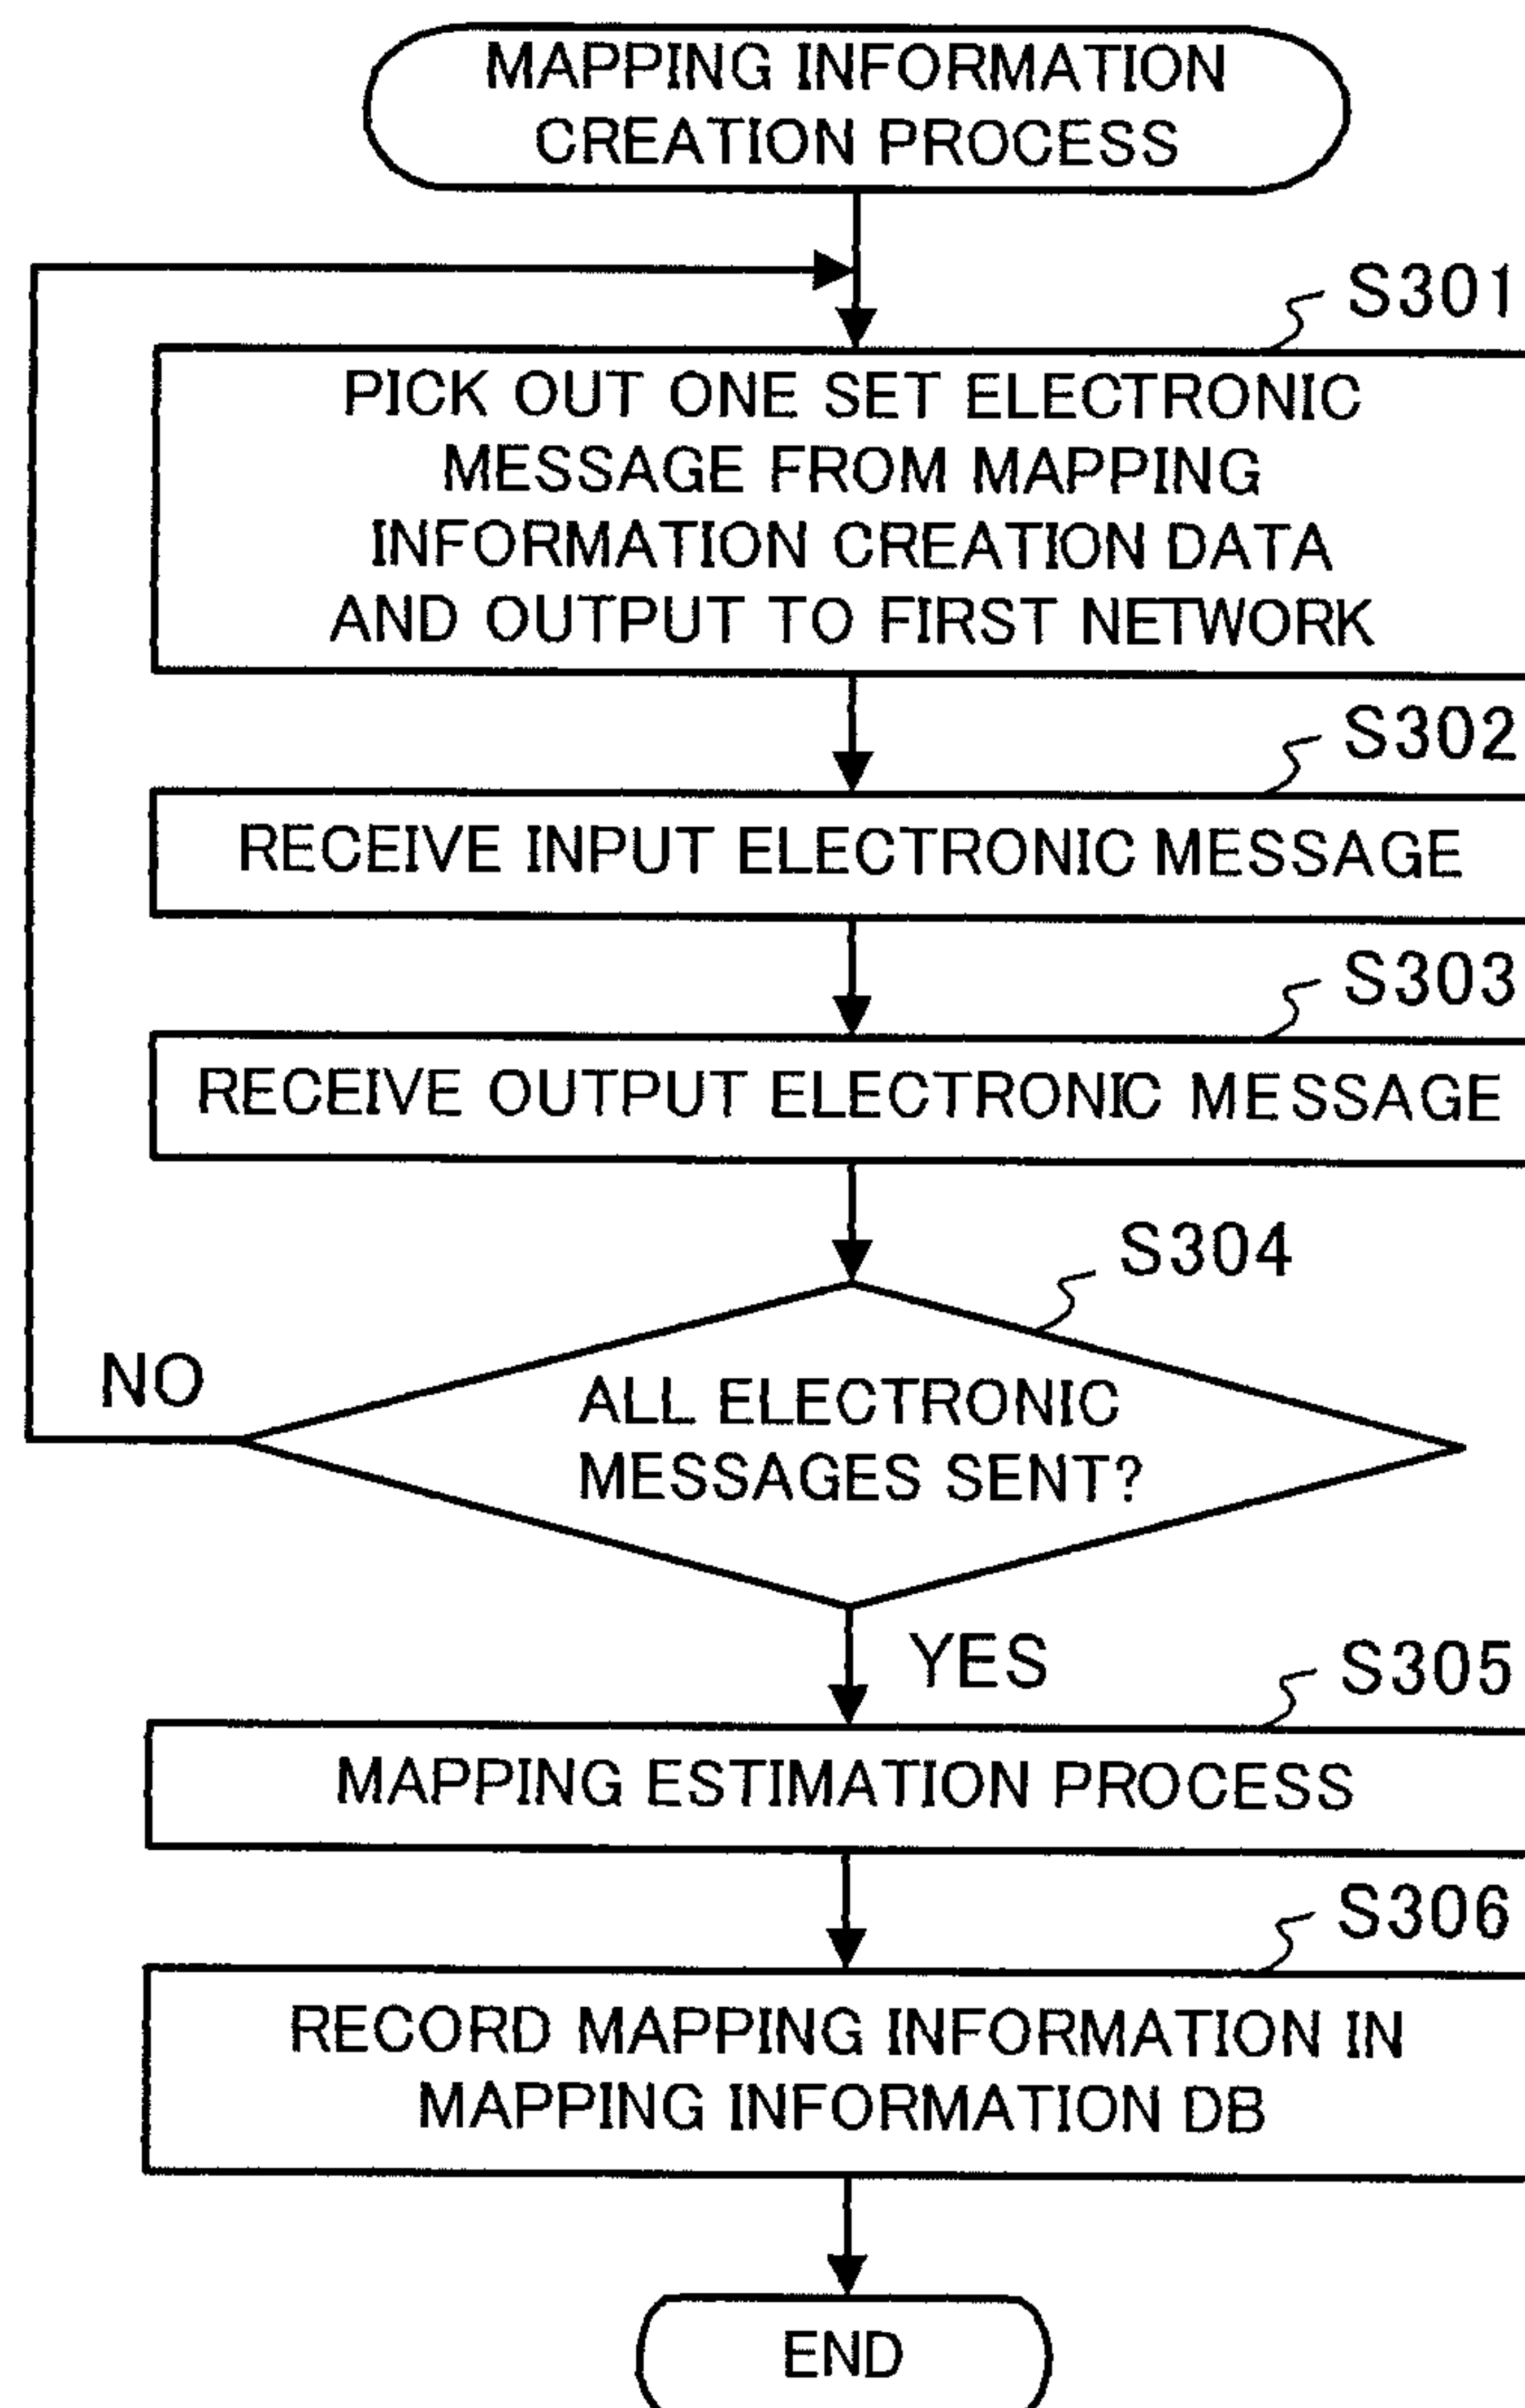 MAPPING INFORMATION
CREATION PROCESS
S301
PICK OUT ONE SET ELECTRONIC
MESSAGE FROM MAPPING
INFORMATION CREATION DATA
AND OUTPUT TO FIRST NETWORK
S302
RECEIVE INPUT ELECTRONIC MESSAGE
S303
RECEIVE OUTPUT ELECTRONIC MESSAGE
S304
NO
ALL ELECTRONIC
MESSAGES SENT?
YES
S305
MAPPING ESTIMATION PROCESS
S306
RECORD MAPPING INFORMATION IN
MAPPING INFORMATION DB
END